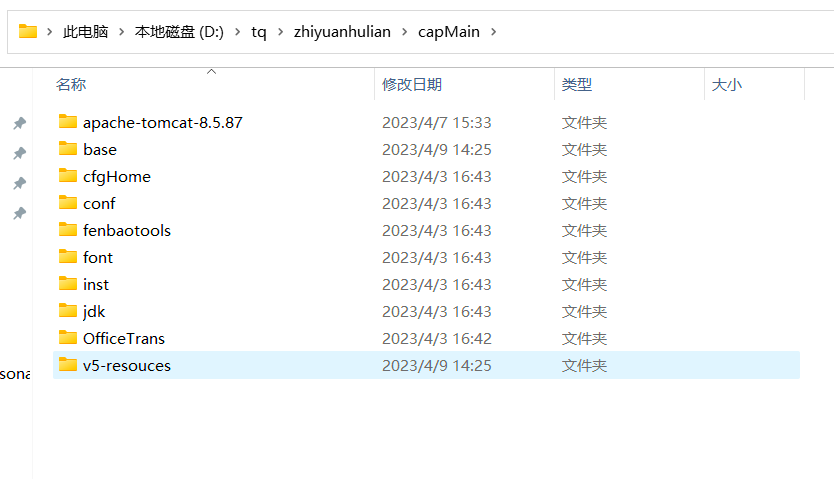 此电脑 > 本地磁盘 (D:) > tq > zhiyuanhulian > capMain >
名称 修改日期 类型 大小
apache-tomcat-8.5.87 2023/4/7 15:33 文件夹
base 2023/4/9 14:25 文件夹
cfgHome 2023/4/3 16:43 文件夹
conf 2023/4/3 16:43 文件夹
fenbaotools 2023/4/3 16:43 文件夹
font 2023/4/3 16:43 文件夹
inst 2023/4/3 16:43 文件夹
jdk 2023/4/3 16:43 文件夹
OfficeTrans 2023/4/3 16:42 文件夹
v5-resouces 2023/4/9 14:25 文件夹
sona